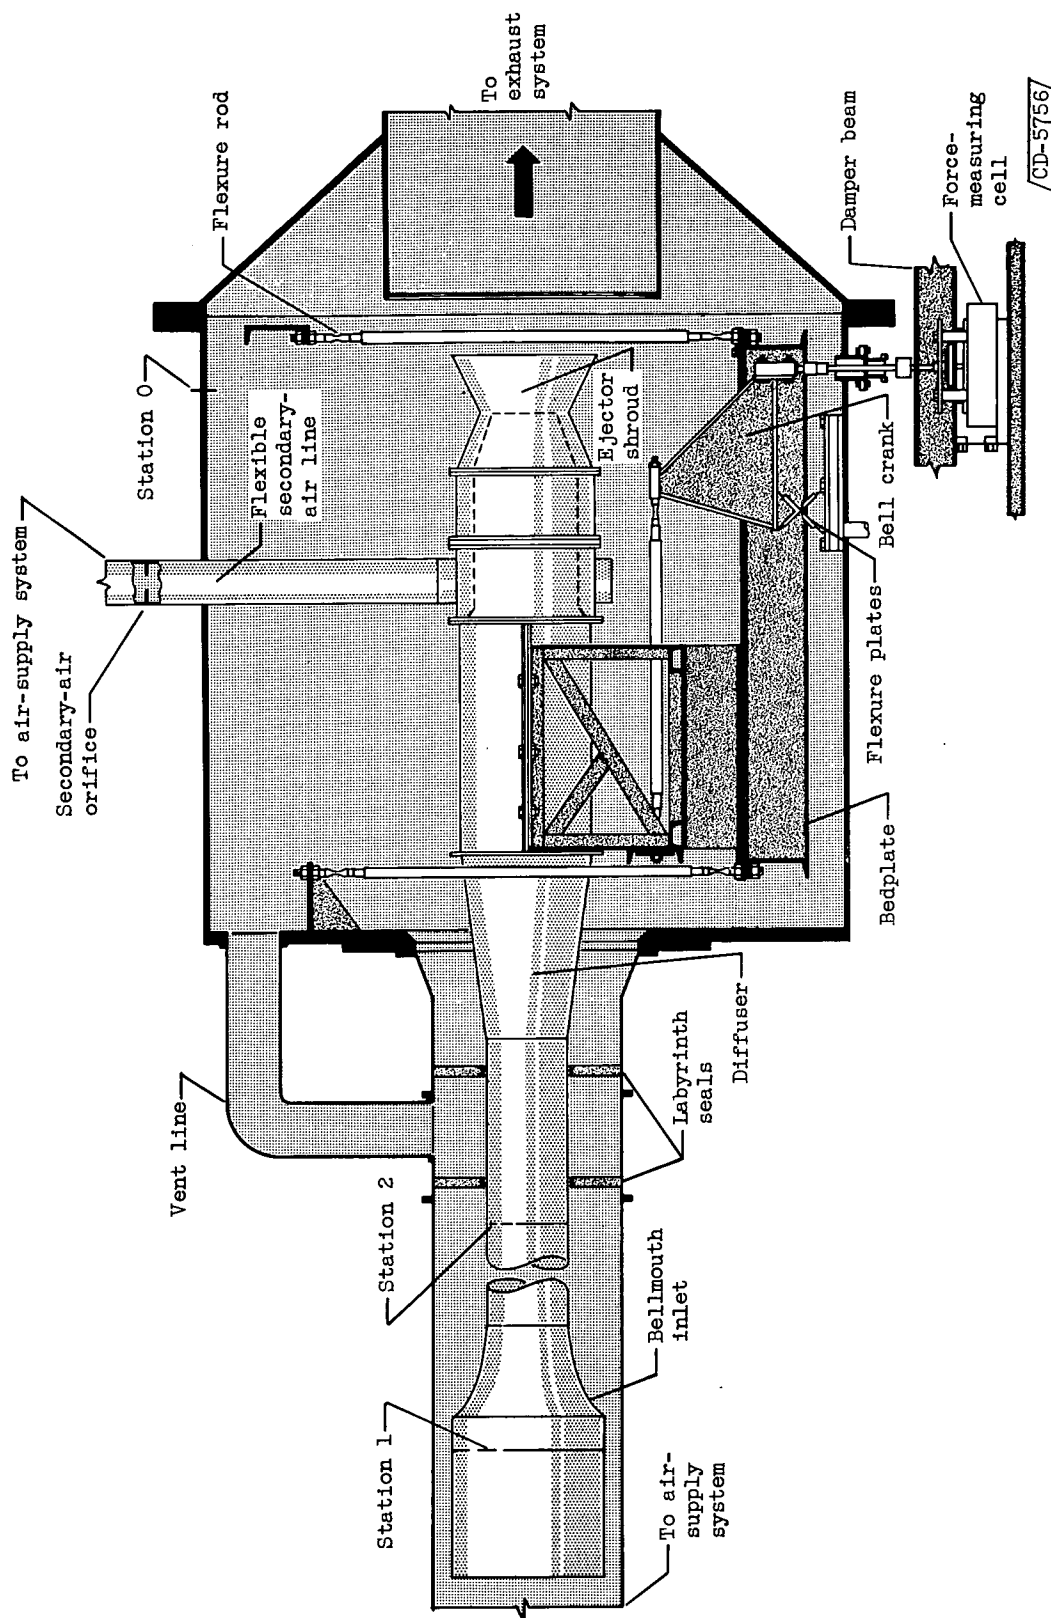 To air-supply system
Secondary-air
orifice
Station 0
Flexible
secondary-
air line
Flexure rod
To
exhaust
system
Vent line
Station 2
Station 1
Ejector
shroud
Bellmouth
inlet
To air-
supply
system
Labyrinth
seals
Diffuser
Bedplate
Flexure plates
Bell crank
Damper beam
Force-
measuring
cell
CD-5756